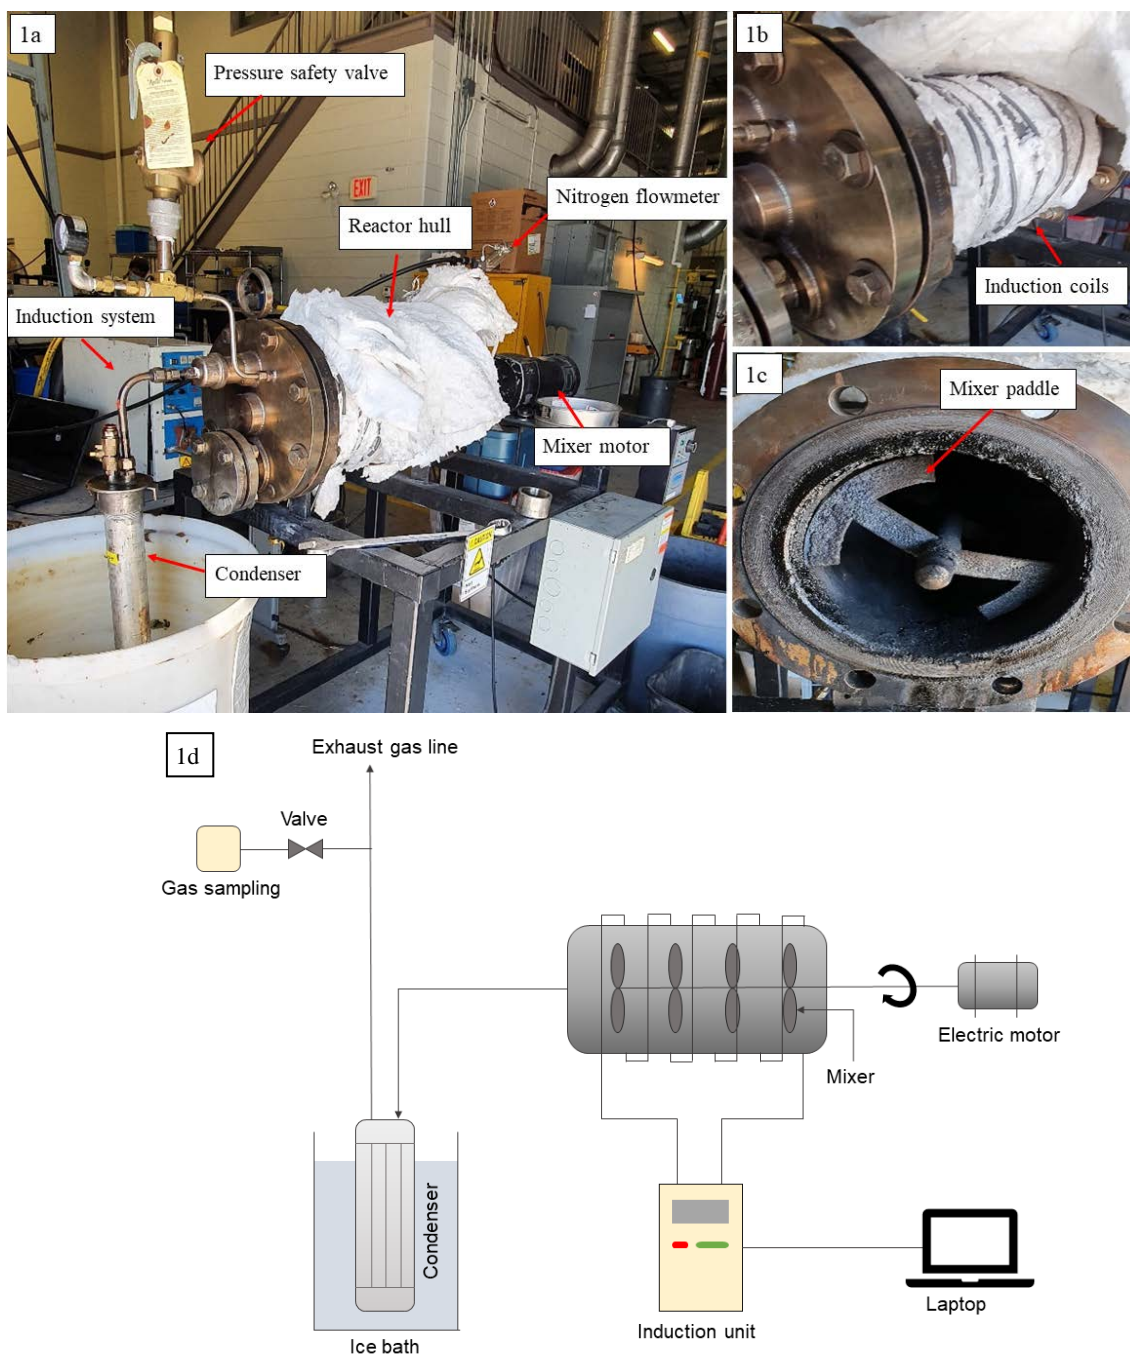 1a
Pressure safety valve
EXIT
Nitrogen flowmeter
Reactor hull
Induction system
Mixer motor
CAUTION
Condenser
1b
Induction coils
1c
Mixer paddle
1d
Exhaust gas line
Valve
Gas sampling
Electric motor
Mixer
Condenser
Laptop
Induction unit
Ice bath